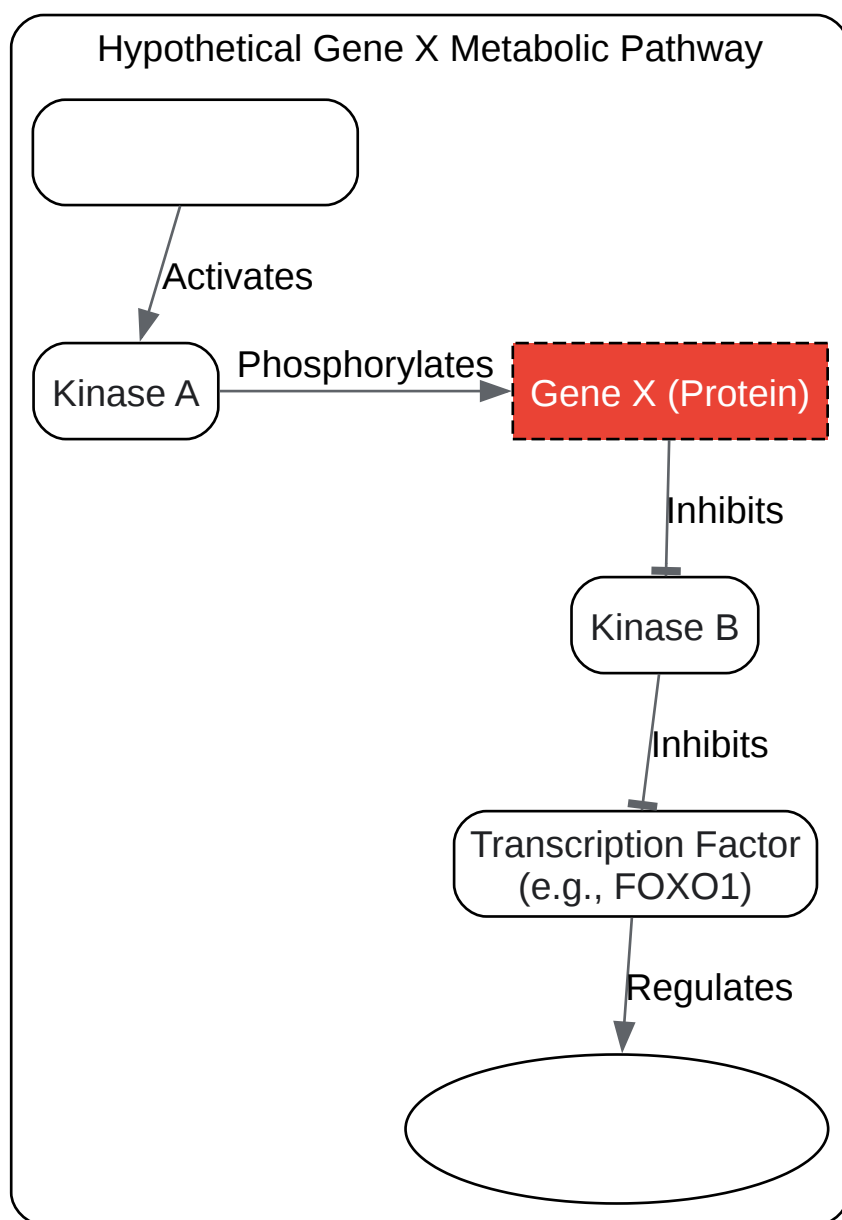 Hypothetical Gene X Metabolic Pathway
Activates
Kinase A
Phosphorylates
Gene X (Protein)
Inhibits
Kinase B
Inhibits
Transcription Factor
(e.g., FOXO1)
Regulates